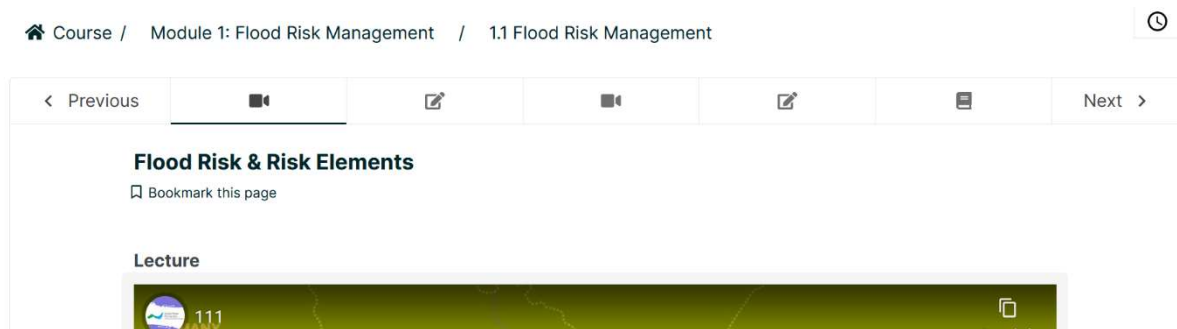 Course / Module 1: Flood Risk Management / 1.1 Flood Risk Management
Previous Next
Flood Risk & Risk Elements
Bookmark this page
Lecture
111